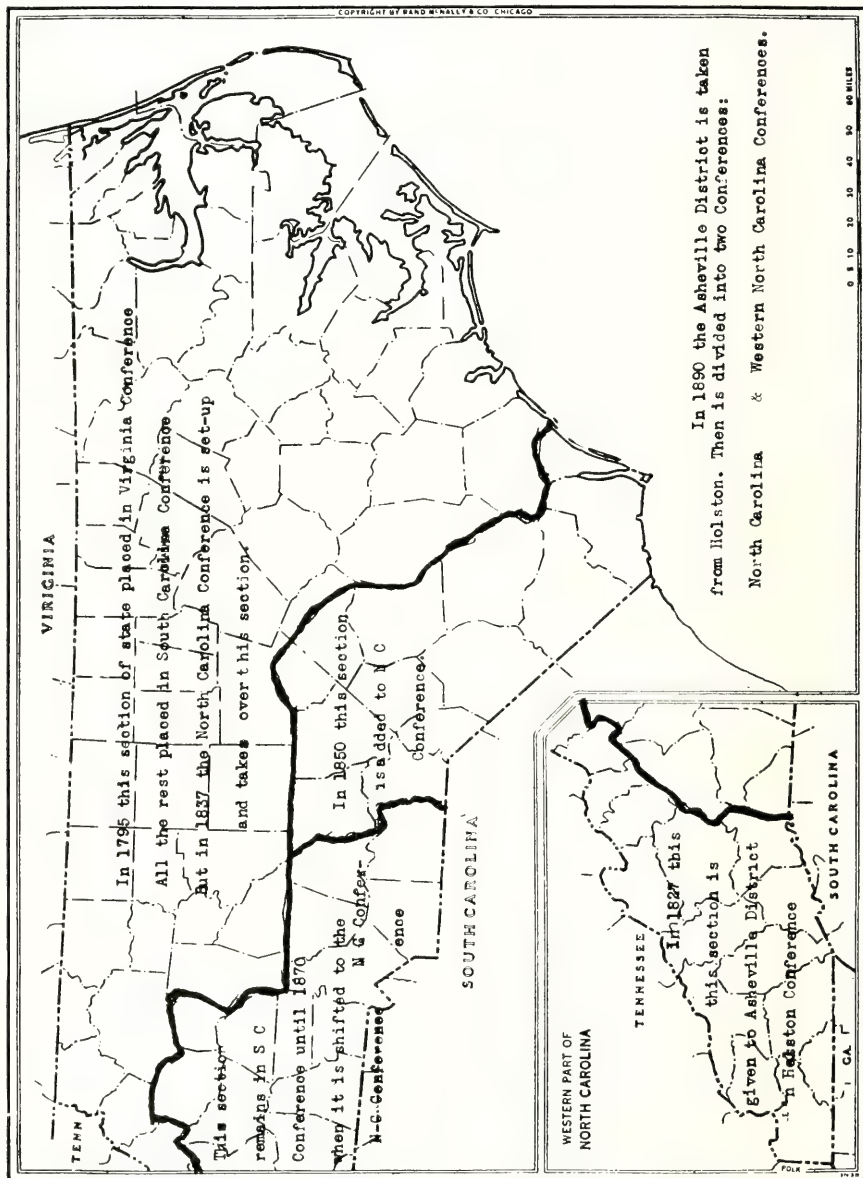 COPYRIGHT BY RAND McNALLY & CO. CHICAGO
VIRIGINIA
In 1795 this section of state placed in Virginia Conference
All the rest placed in South Carolina Conference
But in 1837 the North Carolina Conference is set-up
and takes over this section.
TENN
This section
remains in S C
Conference until 1870
when it is shifted to the
N C Confer-
ence
N-C Conference
In 1850 this section
is added to N C
Conference.
SOUTH CAROLINA
In 1890 the Asheville District is taken
from Holston. Then is divided into two Conferences:
North Carolina & Western North Carolina Conferences.
0 5 10 20 30 40 50 60 MILES
WESTERN PART OF
NORTH CAROLINA
TENNESSEE
In 1827 this
this section is
given to Asheville District
in Holston Conference
SOUTH CAROLINA
GA.
POLK